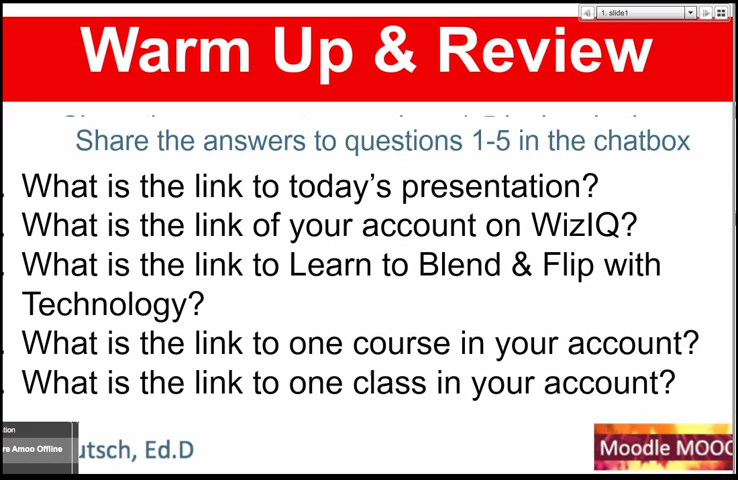 1. slide1
Warm Up & Review
Share the answers to questions 1-5 in the chatbox
What is the link to today's presentation?
What is the link of your account on WizIQ?
What is the link to Learn to Blend & Flip with
Technology?
What is the link to one course in your account?
What is the link to one class in your account?
re Amoo Offline
utsch, Ed.D
Moodle MOOC